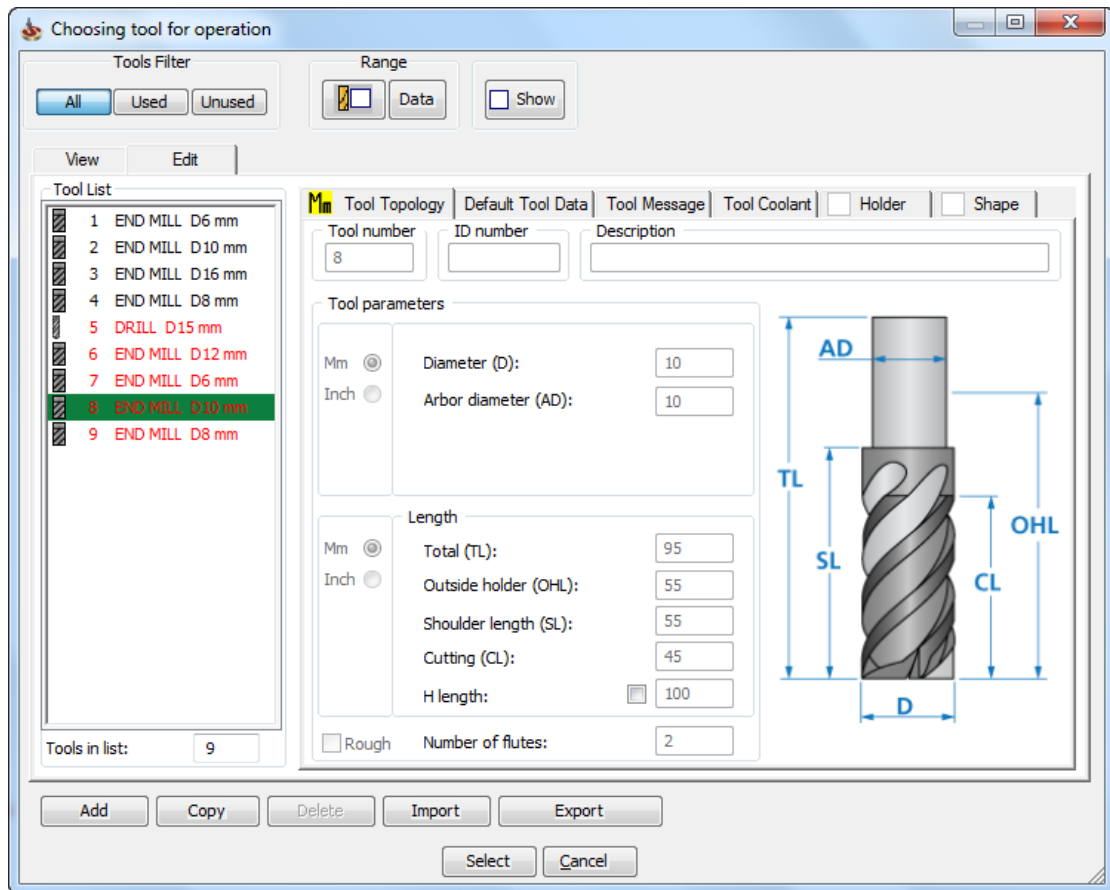 Choosing tool for operation
Tools Filter
Range
All
Used
Unused
Data
Show
View
Edit
Tool List
1 END MILL D6 mm
2 END MILL D10 mm
3 END MILL D16 mm
4 END MILL D8 mm
5 DRILL D15 mm
6 END MILL D12 mm
7 END MILL D6 mm
8 END MILL D10 mm
9 END MILL D8 mm
Tools in list: 9
Mm Tool Topology
Default Tool Data
Tool Message
Tool Coolant
Holder
Shape
Tool number
ID number
Description
8
Tool parameters
Mm
Inch
Diameter (D): 10
Arbor diameter (AD): 10
Length
Mm
Inch
Total (TL): 95
Outside holder (OHL): 55
Shoulder length (SL): 55
Cutting (CL): 45
H length: 100
Rough
Number of flutes: 2
AD
TL
OHL
SL
CL
D
Add
Copy
Delete
Import
Export
Select
Cancel